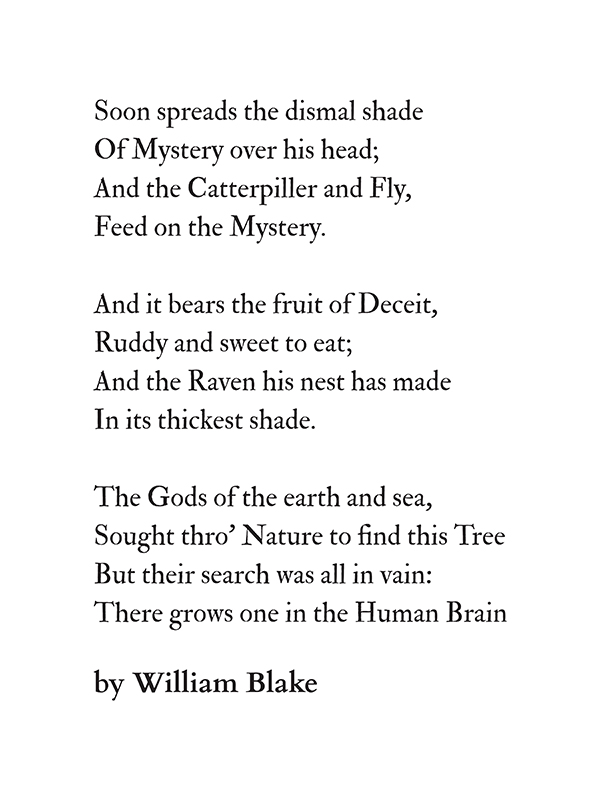 Soon spreads the dismal shade
Of Mystery over his head;
And the Catterpiller and Fly,
Feed on the Mystery.

And it bears the fruit of Deceit,
Ruddy and sweet to eat;
And the Raven his nest has made
In its thickest shade.

The Gods of the earth and sea,
Sought thro’ Nature to find this Tree
But their search was all in vain:
There grows one in the Human Brain

by William Blake